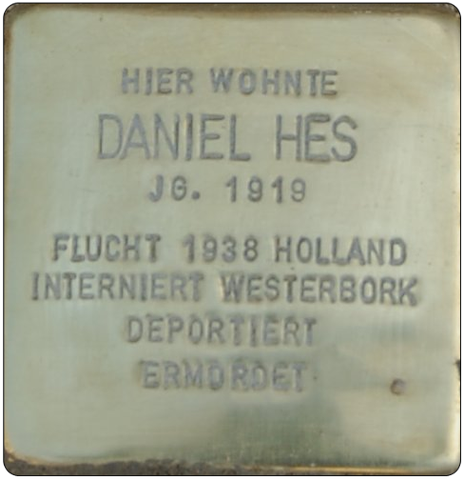 HIER WOHNTE
DANIEL HES
JG. 1919
FLUCHT 1938 HOLLAND
INTERNIERT WESTERBORK
DEPORTIERT
ERMORDET